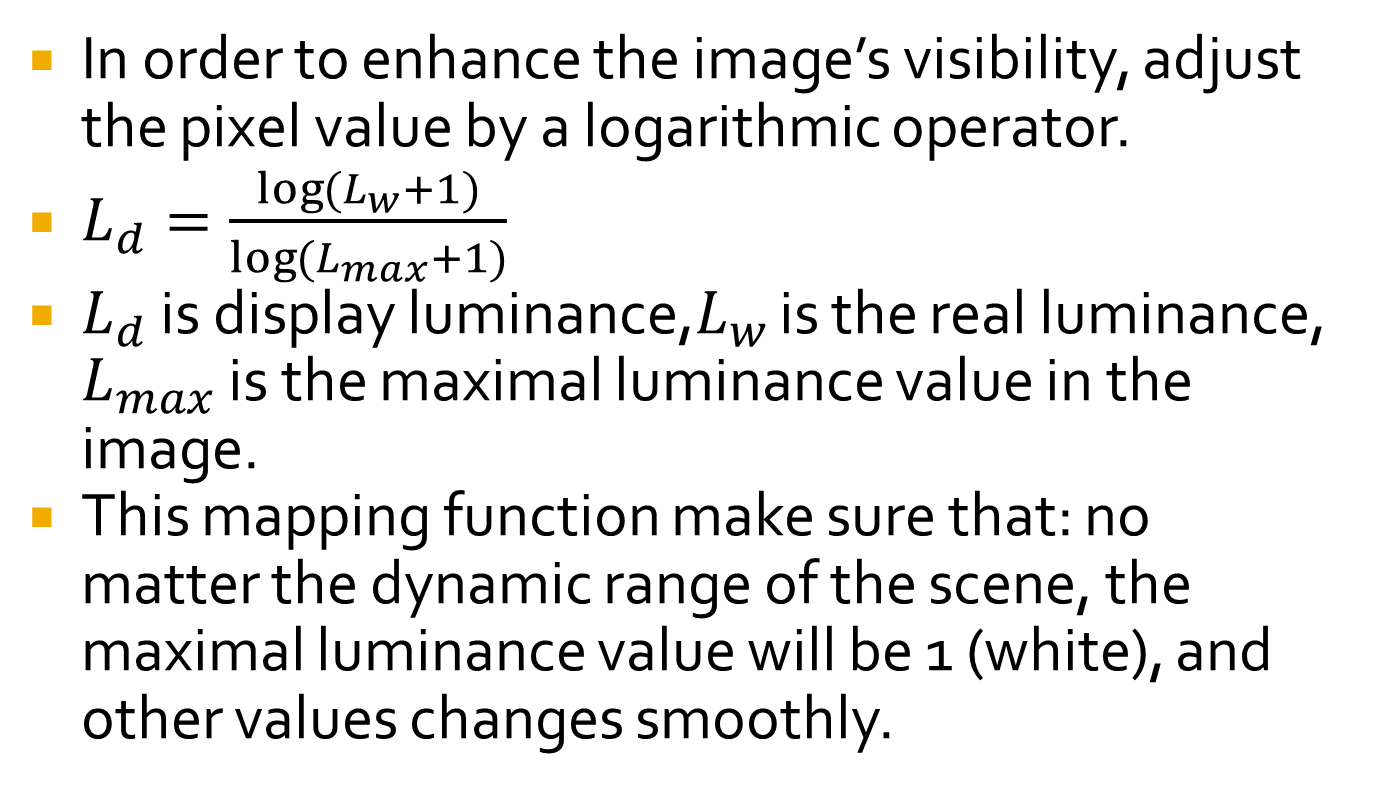 In order to enhance the image’s visibility, adjust
the pixel value by a logarithmic operator.
L_d = log(L_w+1) / log(L_max+1)
L_d is display luminance,L_w is the real luminance,
L_max is the maximal luminance value in the
image.
This mapping function make sure that: no
matter the dynamic range of the scene, the
maximal luminance value will be 1 (white), and
other values changes smoothly.